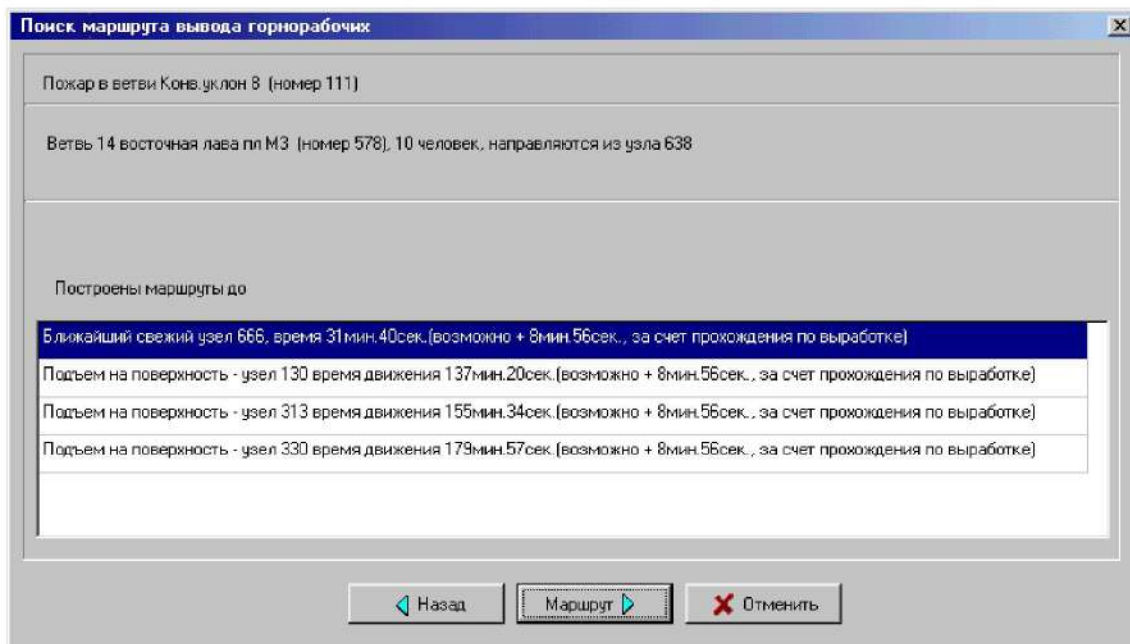 Поиск маршрута вывода горнорабочих
Пожар в ветви Конв.уклон 8 (номер 111)
Ветвь 14 восточная лава пл М3 (номер 578), 10 человек, направляются из узла 638
Построены маршруты до
Ближайший свежий узел 666, время 31мин.40сек.(возможно + 8мин.56сек., за счет прохождения по выработке)
Подъем на поверхность - узел 130 время движения 137мин.20сек.(возможно + 8мин.56сек., за счет прохождения по выработке)
Подъем на поверхность - узел 313 время движения 155мин.34сек.(возможно + 8мин.56сек., за счет прохождения по выработке)
Подъем на поверхность - узел 330 время движения 179мин.57сек.(возможно + 8мин.56сек., за счет прохождения по выработке)
Назад Маршрут Отменить